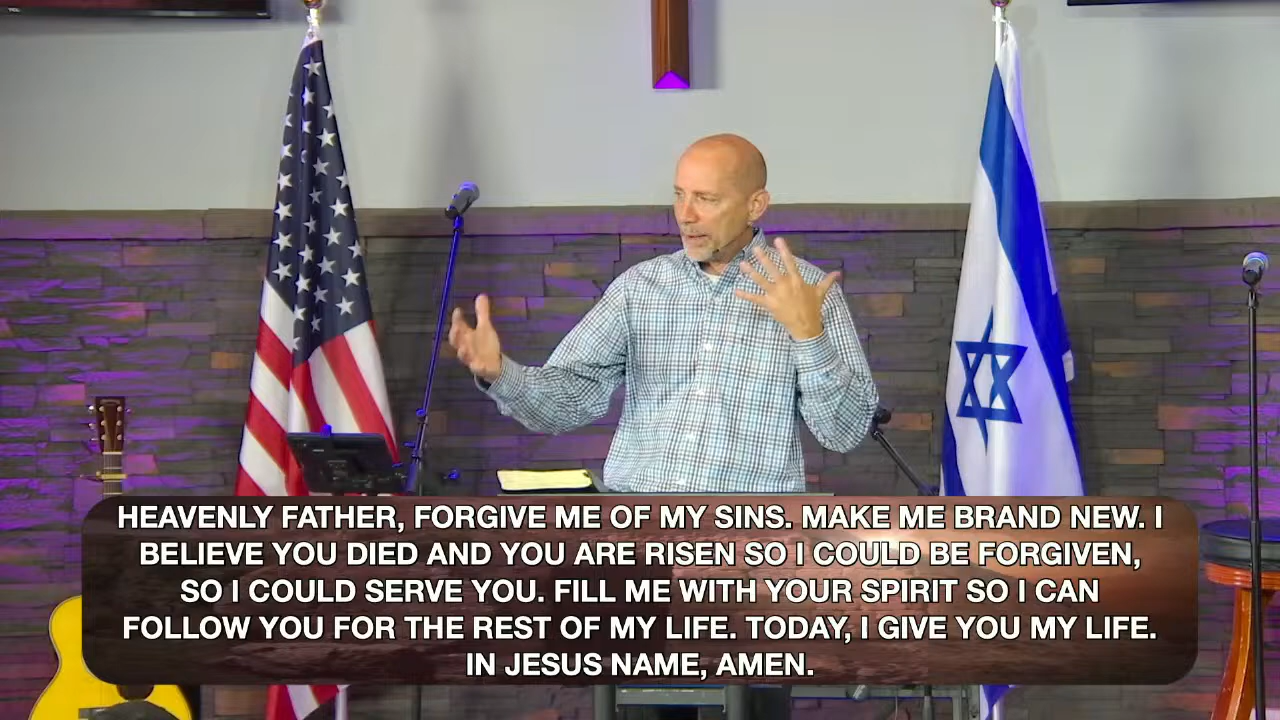 HEAVENLY FATHER, FORGIVE ME OF MY SINS. MAKE ME BRAND NEW. I
BELIEVE YOU DIED AND YOU ARE RISEN SO I COULD BE FORGIVEN,
SO I COULD SERVE YOU. FILL ME WITH YOUR SPIRIT SO I CAN
FOLLOW YOU FOR THE REST OF MY LIFE. TODAY, I GIVE YOU MY LIFE.
IN JESUS NAME, AMEN.